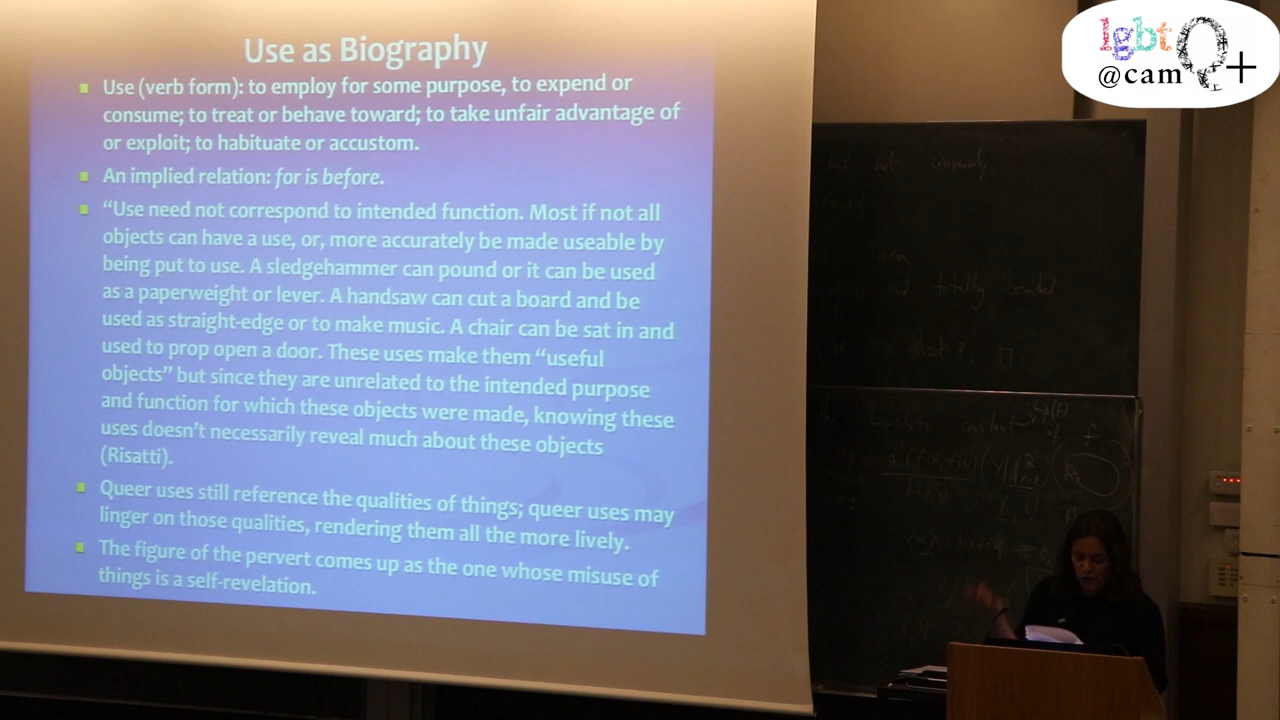 Use as Biography
Use (verb form): to employ for some purpose, to expend or
consume; to treat or behave toward; to take unfair advantage of
or exploit; to habituate or accustom.
An implied relation: for is before.
“Use need not correspond to intended function. Most if not all
objects can have a use, or, more accurately be made useable by
being put to use. A sledgehammer can pound or it can be used
as a paperweight or lever. A handsaw can cut a board and be
used as straight-edge or to make music. A chair can be sat in and
used to prop open a door. These uses make them “useful
objects” but since they are unrelated to the intended purpose
and function for which these objects were made, knowing these
uses doesn’t necessarily reveal much about these objects
(Risatti).
Queer uses still reference the qualities of things; queer uses may
linger on those qualities, rendering them all the more lively.
The figure of the pervert comes up as the one whose misuse of
things is a self-revelation.
lgbtQ+
@cam
but not conversely.
Then
totally bounded
Lipschitz constant
of f